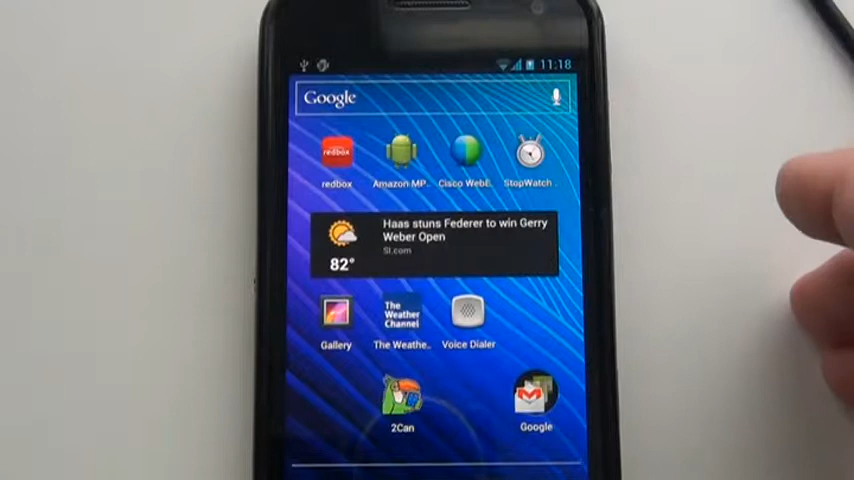 11:18
Google
redbox
redbox
Amazon MP..
Cisco WebE..
StopWatch ..
Haas stuns Federer to win Gerry
Weber Open
SI.com
82°
The
Weather
Channel
Gallery
The Weathe..
Voice Dialer
2Can
Google